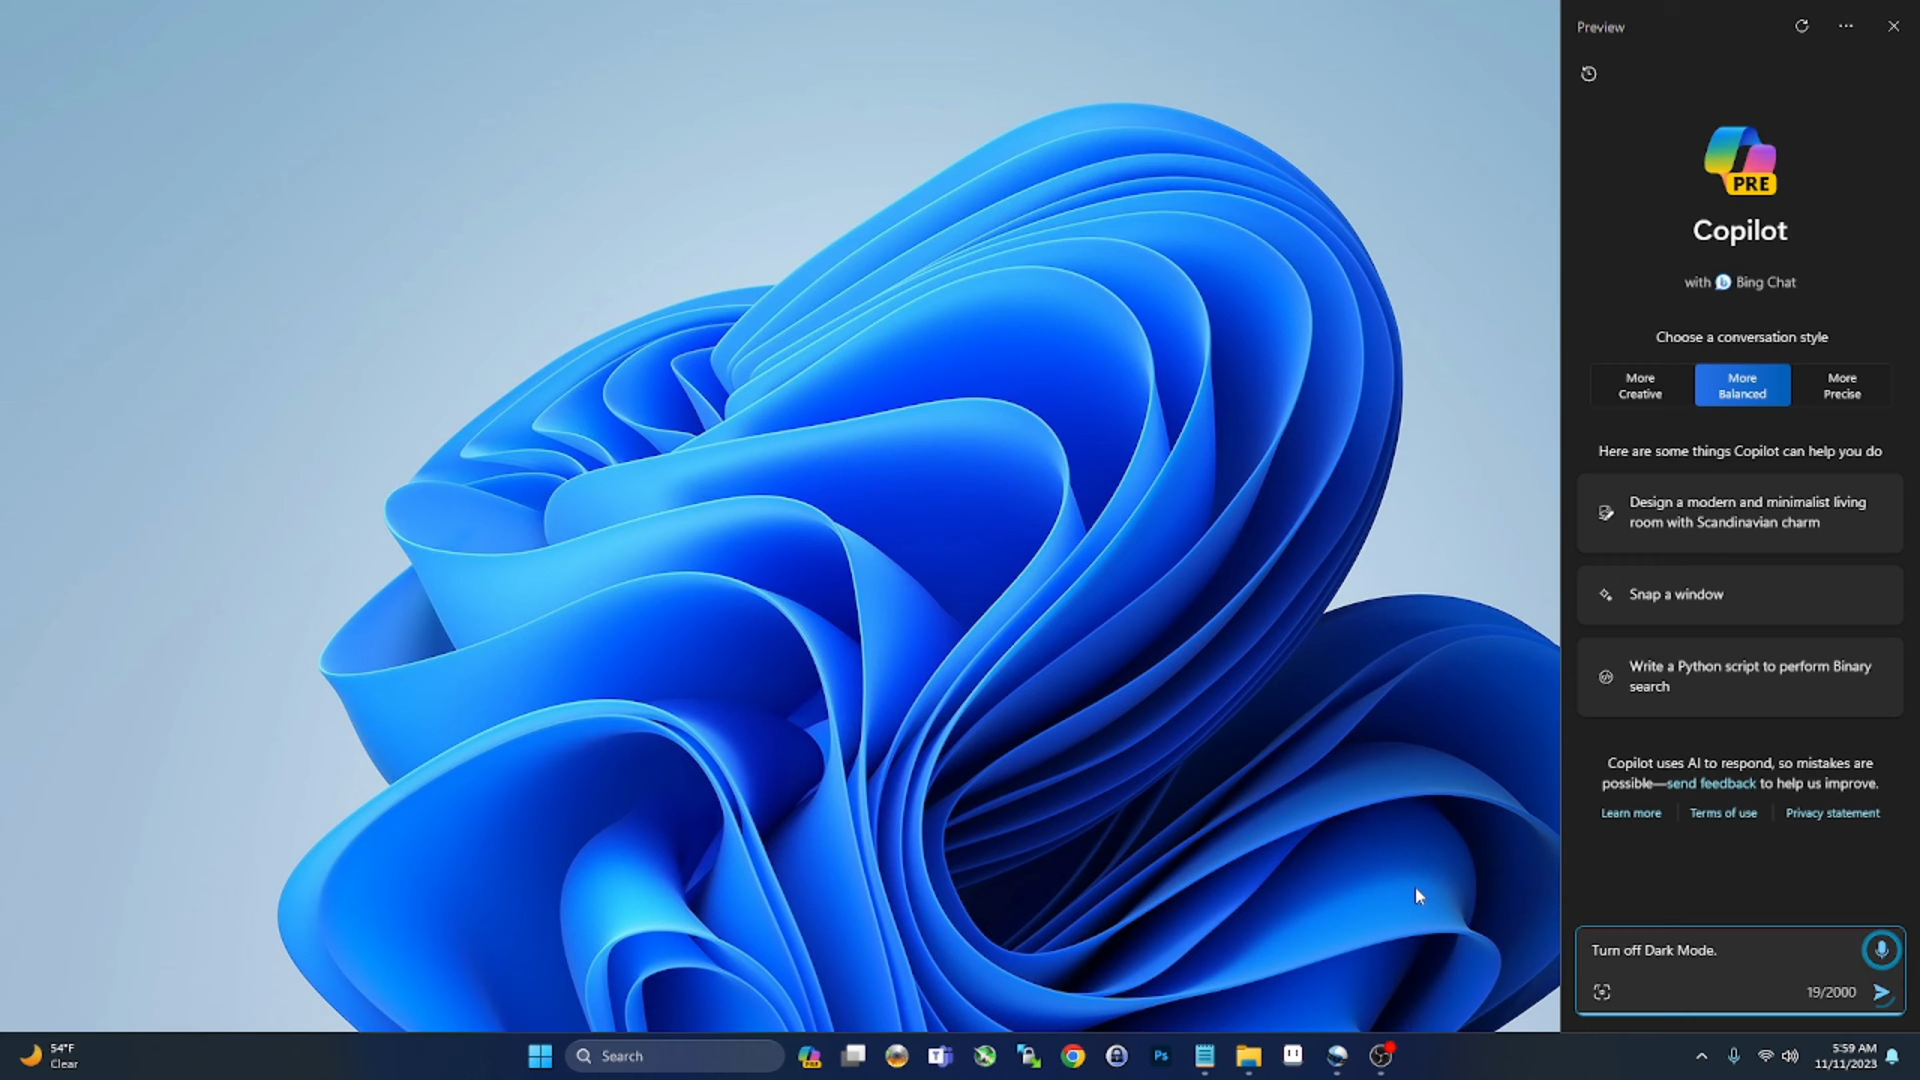 Preview
PRE
Copilot
with Bing Chat
Choose a conversation style
More
Creative
More
Balanced
More
Precise
Here are some things Copilot can help you do
Design a modern and minimalist living
room with Scandinavian charm
Snap a window
Write a Python script to perform Binary
search
Copilot uses AI to respond, so mistakes are
possible—send feedback to help us improve.
Learn more
Terms of use
Privacy statement
Turn off Dark Mode.
19/2000
54°F
Clear
Search
Ps
5:59 AM
11/11/2023